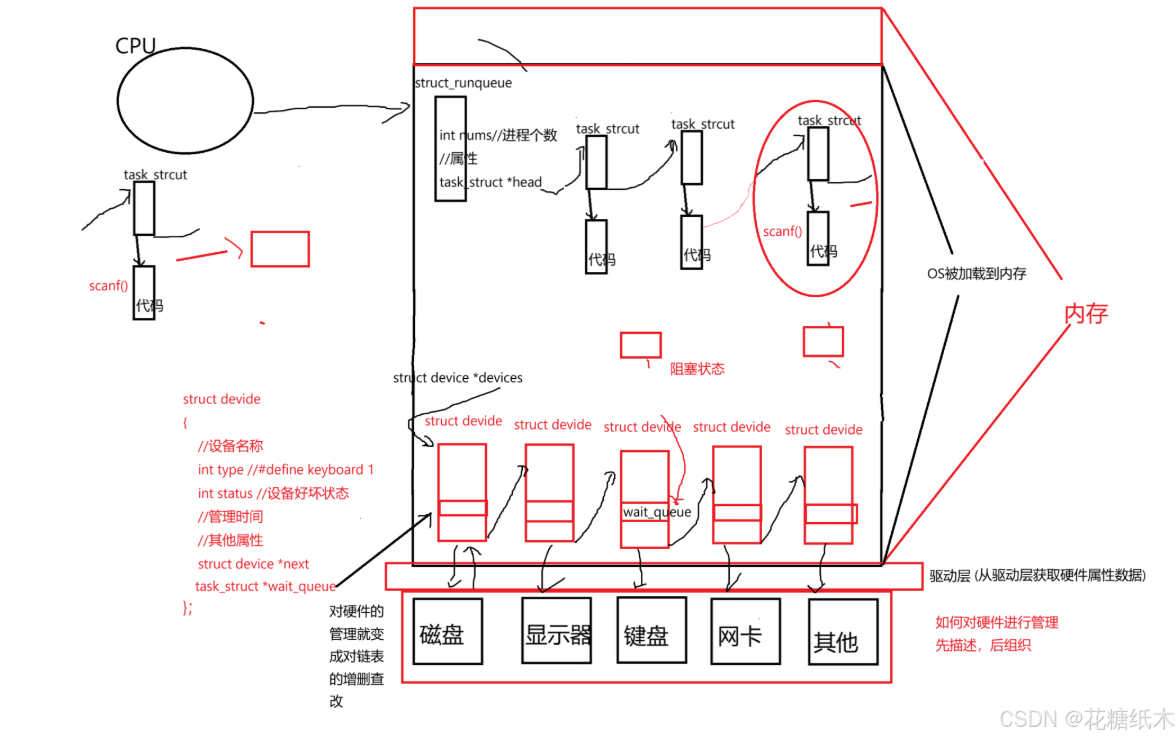 CPU
struct_runqueue
int nums//进程个数
//属性
task_struct *head
task_strcut
task_strcut
task_strcut
代码
代码
scanf()
代码
task_strcut
scanf()
代码
OS被加载到内存
内存
阻塞状态
struct device *devices
struct devide
struct devide
struct devide
struct devide
struct devide
wait_queue
struct devide
{
//设备名称
int type //#define keyboard 1
int status //设备好坏状态
//管理时间
//其他属性
struct device *next
task_struct *wait_queue
};
对硬件的
管理就变
成对链表
的增删查
改
驱动层 (从驱动层获取硬件属性数据)
磁盘
显示器
键盘
网卡
其他
如何对硬件进行管理
先描述，后组织
CSDN @花糖纸木